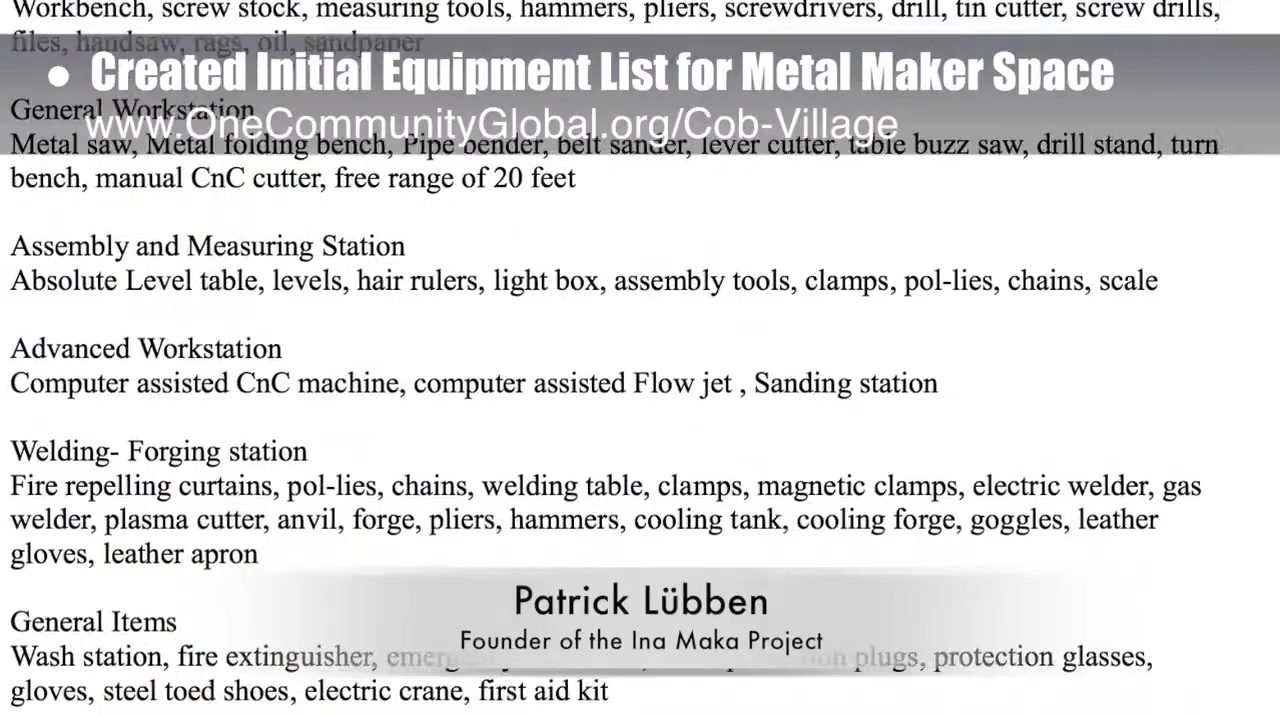 Workbench, screw stock, measuring tools, hammers, pliers, screwdrivers, drill, tin cutter, screw drills,
files, handsaw, rags, oil, sandpaper
• Created Initial Equipment List for Metal Maker Space
General Workstation
www.OneCommunityGlobal.org/Cob-Village
Metal saw, Metal folding bench, Pipe bender, belt sander, lever cutter, table buzz saw, drill stand, turn
bench, manual CnC cutter, free range of 20 feet
Assembly and Measuring Station
Absolute Level table, levels, hair rulers, light box, assembly tools, clamps, pol-lies, chains, scale
Advanced Workstation
Computer assisted CnC machine, computer assisted Flow jet , Sanding station
Welding- Forging station
Fire repelling curtains, pol-lies, chains, welding table, clamps, magnetic clamps, electric welder, gas
welder, plasma cutter, anvil, forge, pliers, hammers, cooling tank, cooling forge, goggles, leather
gloves, leather apron
Patrick Lübben
General Items
Founder of the Ina Maka Project
Wash station, fire extinguisher, plugs, protection glasses,
gloves, steel toed shoes, electric crane, first aid kit